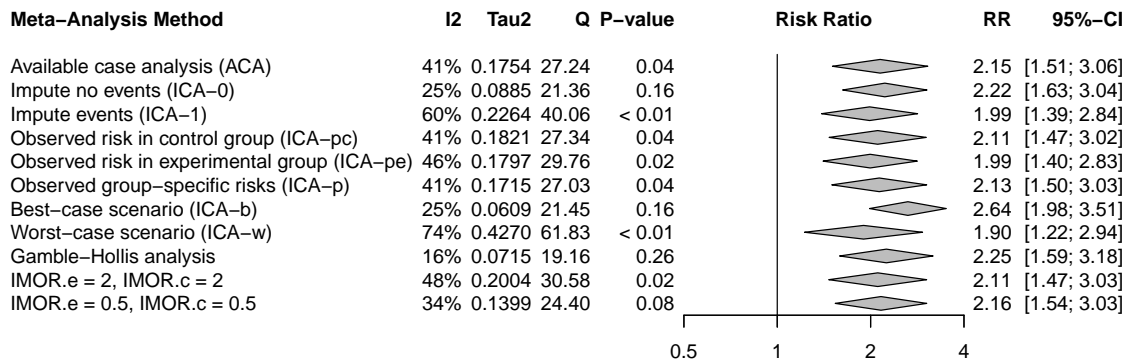 Meta−Analysis Method I2 Tau2 Q P−value Risk Ratio RR 95%−CI
Available case analysis (ACA) 41% 0.1754 27.24 0.04 2.15 [1.51; 3.06]
Impute no events (ICA−0) 25% 0.0885 21.36 0.16 2.22 [1.63; 3.04]
Impute events (ICA−1) 60% 0.2264 40.06 < 0.01 1.99 [1.39; 2.84]
Observed risk in control group (ICA−pc) 41% 0.1821 27.34 0.04 2.11 [1.47; 3.02]
Observed risk in experimental group (ICA−pe) 46% 0.1797 29.76 0.02 1.99 [1.40; 2.83]
Observed group−specific risks (ICA−p) 41% 0.1715 27.03 0.04 2.13 [1.50; 3.03]
Best−case scenario (ICA−b) 25% 0.0609 21.45 0.16 2.64 [1.98; 3.51]
Worst−case scenario (ICA−w) 74% 0.4270 61.83 < 0.01 1.90 [1.22; 2.94]
Gamble−Hollis analysis 16% 0.0715 19.16 0.26 2.25 [1.59; 3.18]
IMOR.e = 2, IMOR.c = 2 48% 0.2004 30.58 0.02 2.11 [1.47; 3.03]
IMOR.e = 0.5, IMOR.c = 0.5 34% 0.1399 24.40 0.08 2.16 [1.54; 3.03]
0.5 1 2 4